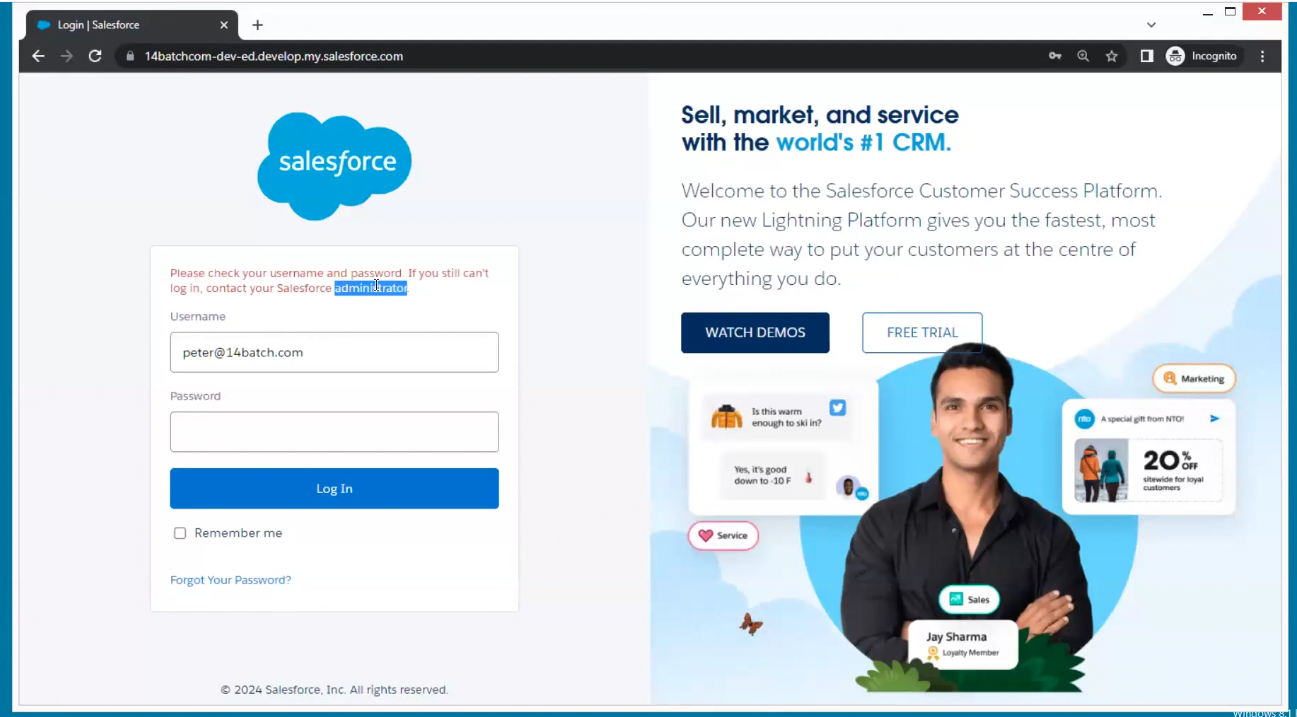 Login | Salesforce
14batchcom-dev-ed.develop.my.salesforce.com
Incognito
salesforce
Please check your username and password. If you still can't
log in, contact your Salesforce administrator.
Username
peter@14batch.com
Password
Log In
Remember me
Forgot Your Password?
© 2024 Salesforce, Inc. All rights reserved.
Sell, market, and service
with the world's #1 CRM.
Welcome to the Salesforce Customer Success Platform.
Our new Lightning Platform gives you the fastest, most
complete way to put your customers at the centre of
everything you do.
WATCH DEMOS
FREE TRIAL
Marketing
Is this warm
enough to ski in?
nto
A special gift from NTO!
Yes, it's good
down to -10 F
nto
20% OFF
sitewide for loyal
customers
Service
Sales
Jay Sharma
Loyalty Member
Windows 8.1